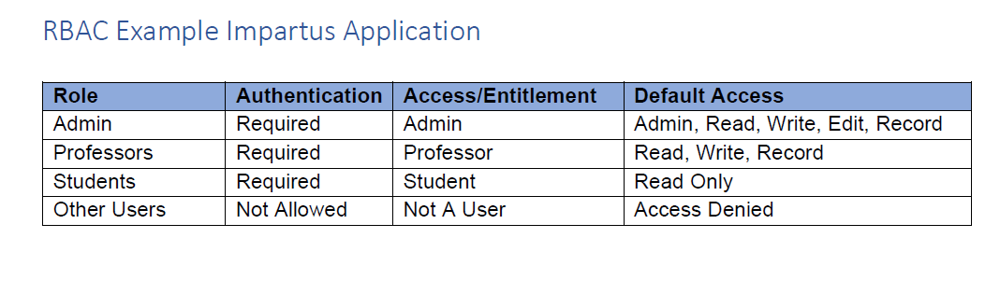 RBAC Example Impartus Application
Role Authentication Access/Entitlement Default Access
Admin Required Admin Admin, Read, Write, Edit, Record
Professors Required Professor Read, Write, Record
Students Required Student Read Only
Other Users Not Allowed Not A User Access Denied